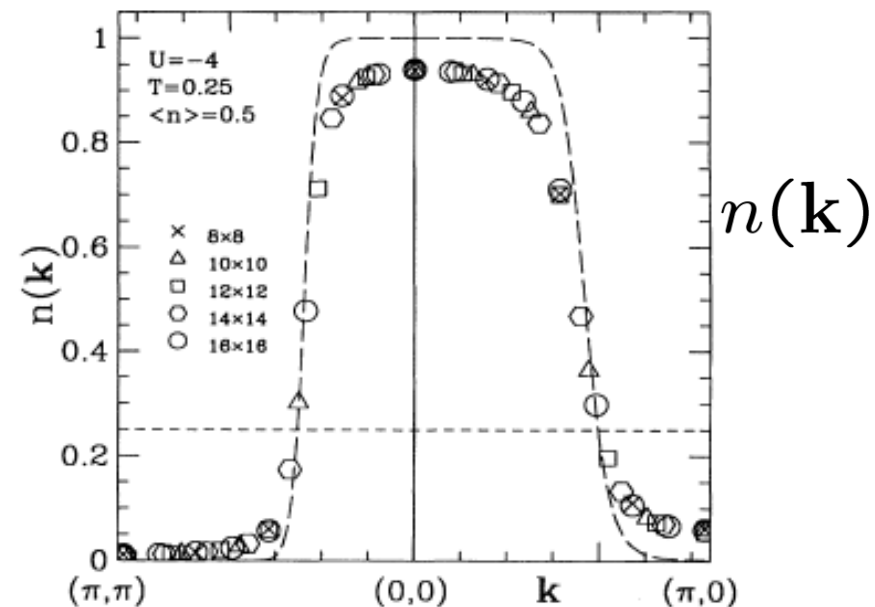 1
U=−4
T=0.25
<n>=0.5
0.8
n(k)
0.6
× 8×8
△ 10×10
□ 12×12
⬡ 14×14
○ 16×16
n(k)
0.4
0.2
0
(π,π)
(0,0)
k
(π,0)